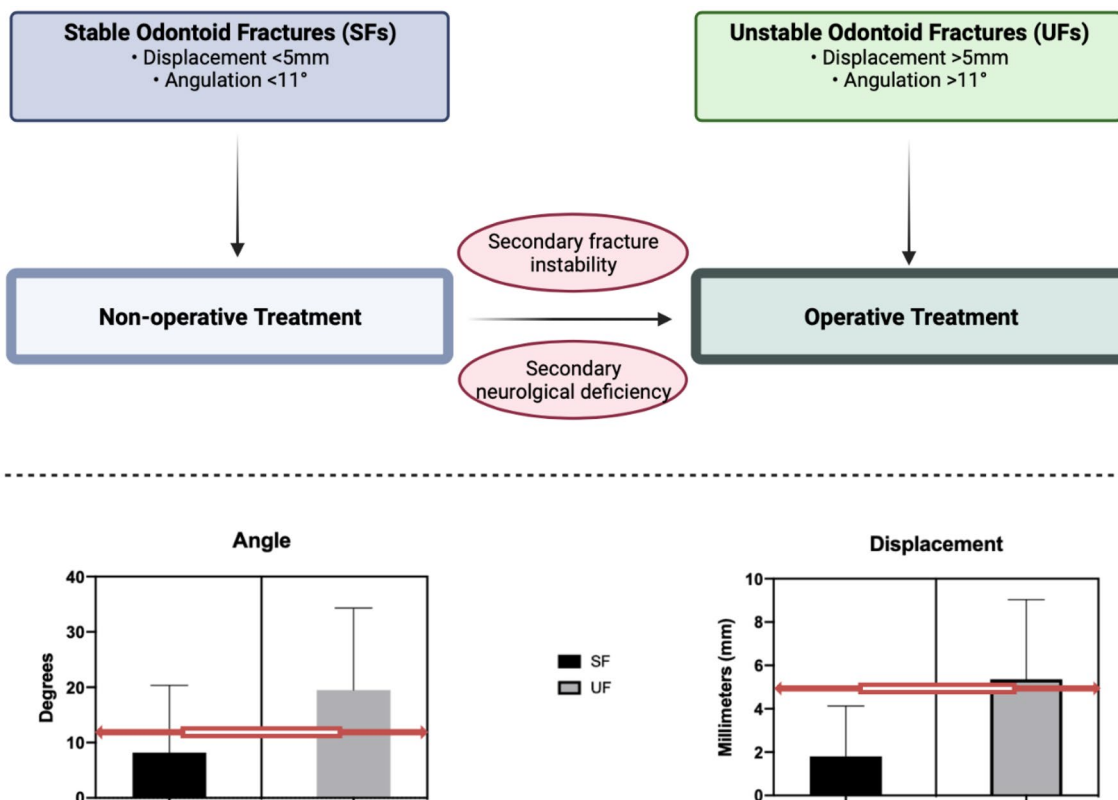 Stable Odontoid Fractures (SFs)
• Displacement <5mm
• Angulation <11°
Unstable Odontoid Fractures (UFs)
• Displacement >5mm
• Angulation >11°
Secondary fracture
instability
Non-operative Treatment
Operative Treatment
Secondary
neurolgical deficiency
Angle
Degrees
40
30
20
10
0
SF
UF
Displacement
Millimeters (mm)
10
8
6
4
2
0